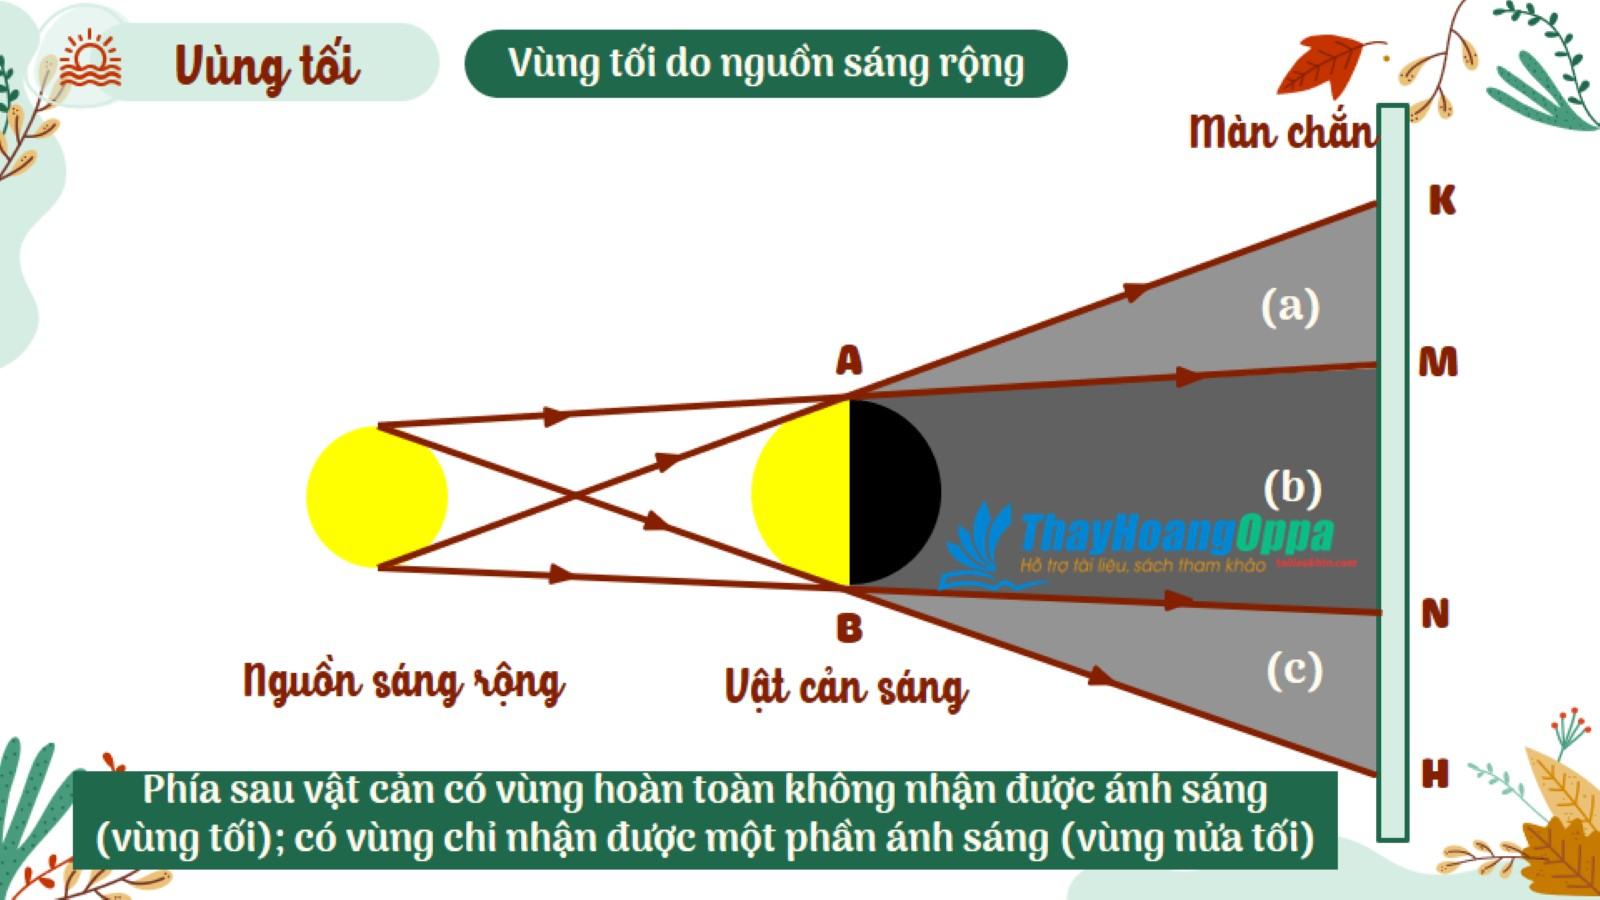 Vùng tối
Vùng tối do nguồn sáng rộng
Màn chắn
K
(a)
A
M
(b)
ThayHoangOppa
Hỗ trợ tài liệu, sách tham khảo
N
B
(c)
Nguồn sáng rộng
Vật cản sáng
H
Phía sau vật cản có vùng hoàn toàn không nhận được ánh sáng
(vùng tối); có vùng chỉ nhận được một phần ánh sáng (vùng nửa tối)